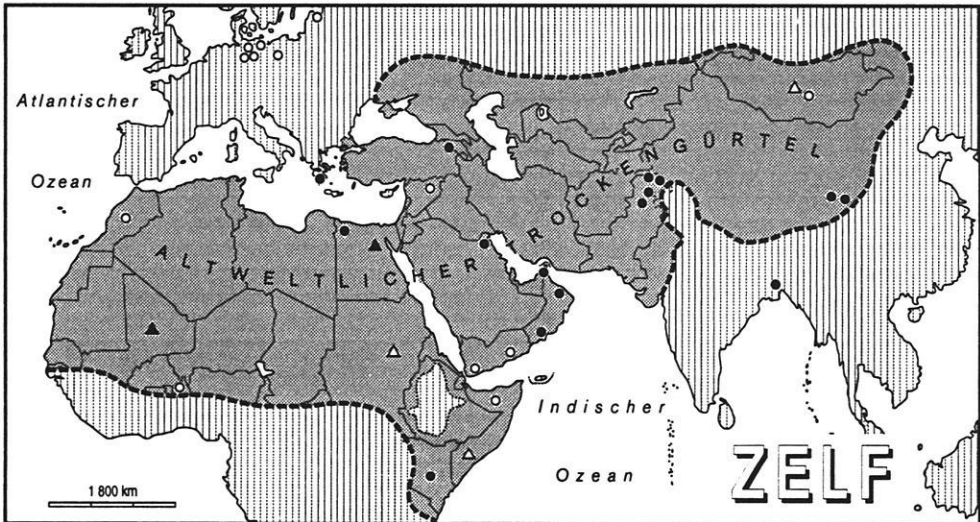 Atlantischer
Ozean
ALTWELTLICHER TROCKENGÜRTEL
Indischer
Ozean
ZELF
1 800 km